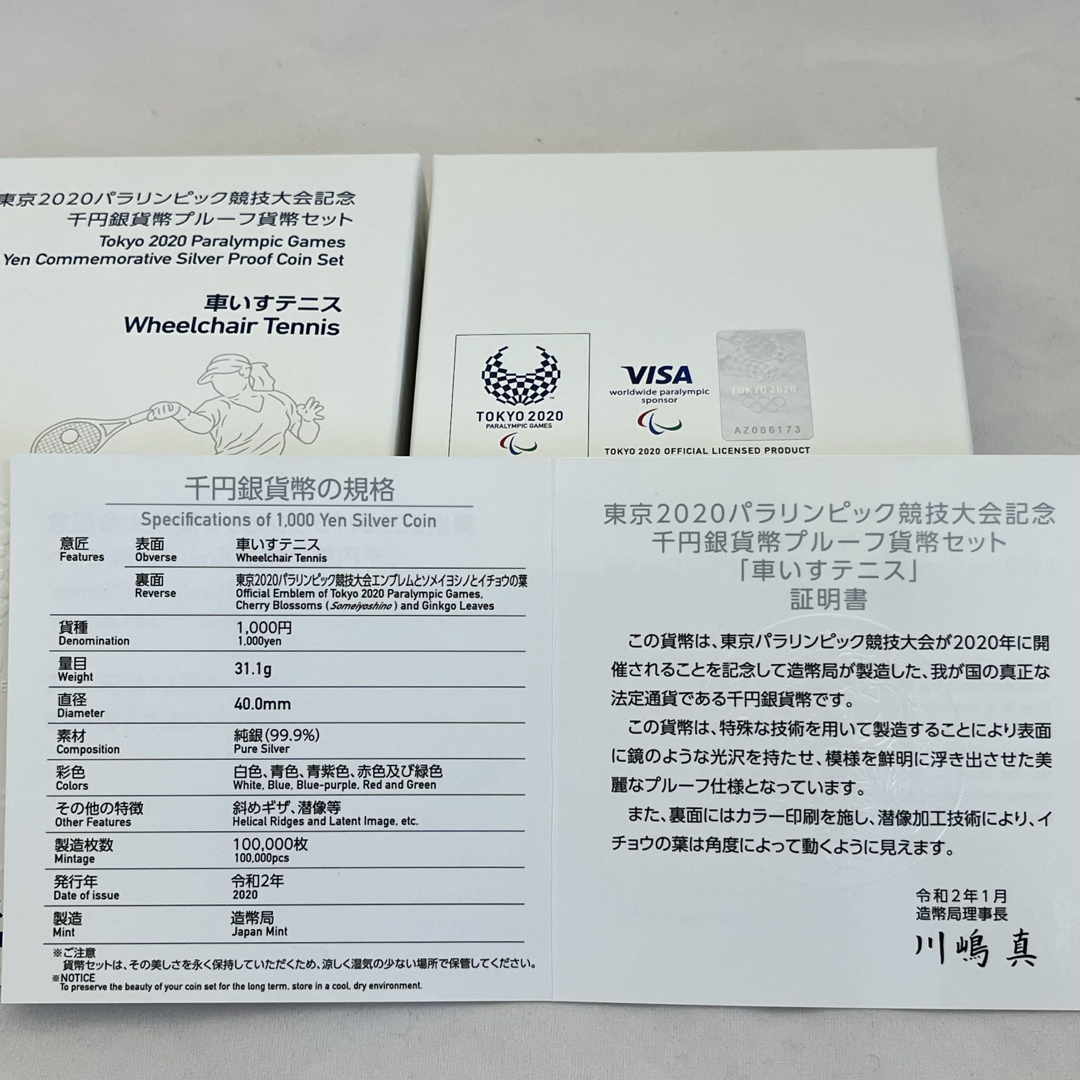 東京2020パラリンピック競技大会記念
千円銀貨幣プルーフ貨幣セット
Tokyo 2020 Paralympic Games
Yen Commemorative Silver Proof Coin Set
車いすテニス
Wheelchair Tennis
TOKYO 2020
PARALYMPIC GAMES
VISA
worldwide paralympic
sponsor
TOKYO 2020
AZ066173
TOKYO 2020 OFFICIAL LICENSED PRODUCT
千円銀貨幣の規格
Specifications of 1,000 Yen Silver Coin
意匠 表面 車いすテニス
Features Obverse Wheelchair Tennis
裏面 東京2020パラリンピック競技大会エンブレムとソメイヨシノとイチョウの葉
Reverse Official Emblem of Tokyo 2020 Paralympic Games,
Cherry Blossoms (Someiyoshino) and Ginkgo Leaves
貨種 1,000円
Denomination 1,000yen
量目 31.1g
Weight
直径 40.0mm
Diameter
素材 純銀(99.9%)
Composition Pure Silver
彩色 白色、青色、青紫色、赤色及び緑色
Colors White, Blue, Blue-purple, Red and Green
その他の特徴 斜めギザ、潜像等
Other Features Helical Ridges and Latent Image, etc.
製造枚数 100,000枚
Mintage 100,000pcs
発行年 令和2年
Date of issue 2020
製造 造幣局
Mint Japan Mint
※ご注意
貨幣セットは、その美しさを永く保持していただくため、涼しく湿気の少ない場所で保管してください。
※NOTICE
To preserve the beauty of your coin set for the long term, store in a cool, dry environment.
東京2020パラリンピック競技大会記念
千円銀貨幣プルーフ貨幣セット
「車いすテニス」
証明書
この貨幣は、東京パラリンピック競技大会が2020年に開
催されることを記念して造幣局が製造した、我が国の真正な
法定通貨である千円銀貨幣です。
この貨幣は、特殊な技術を用いて製造することにより表面
に鏡のような光沢を持たせ、模様を鮮明に浮き出させた美
麗なプルーフ仕様となっています。
また、裏面にはカラー印刷を施し、潜像加工技術により、イ
チョウの葉は角度によって動くように見えます。
令和2年1月
造幣局理事長
川嶋 真